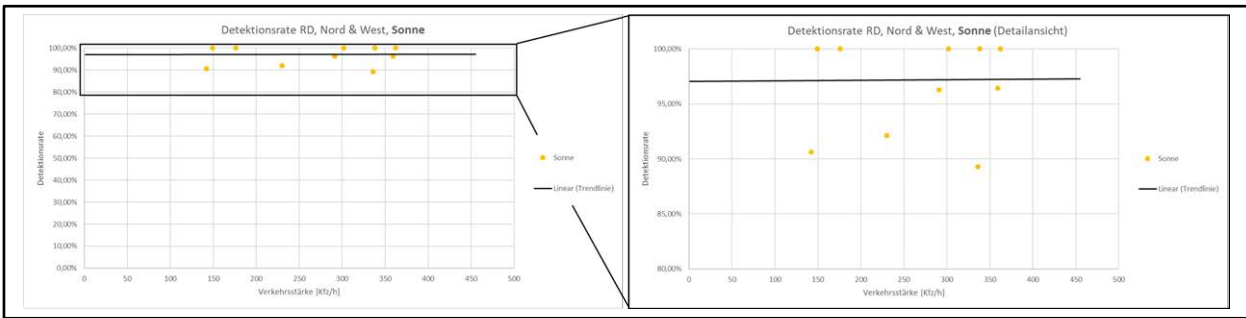 Detektionsrate RD, Nord & West, Sonne
100,00%
90,00%
80,00%
70,00%
60,00%
50,00%
40,00%
30,00%
20,00%
10,00%
0,00%
Detektionsrate
0 50 100 150 200 250 300 350 400 450 500
Verkehrsstärke [Kfz/h]
Sonne
Linear (Trendlinie)
Detektionsrate RD, Nord & West, Sonne (Detailansicht)
100,00%
95,00%
90,00%
85,00%
80,00%
Detektionsrate
0 50 100 150 200 250 300 350 400 450 500
Verkehrsstärke [Kfz/h]
Sonne
Linear (Trendlinie)